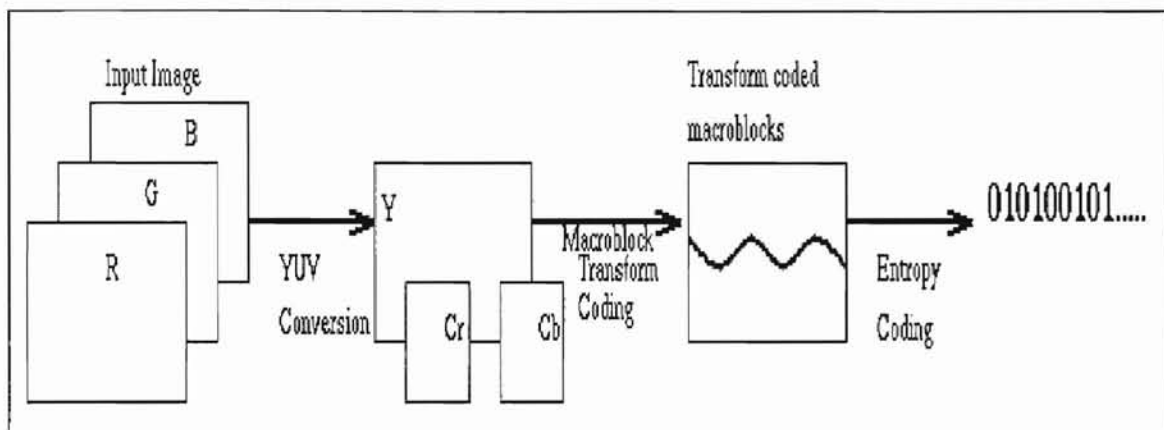 Input Image
B
G
R
YUV
Conversion
Y
Cr
Cb
Macroblock
Transform
Coding
Transform coded
macroblocks
Entropy
Coding
010100101.....